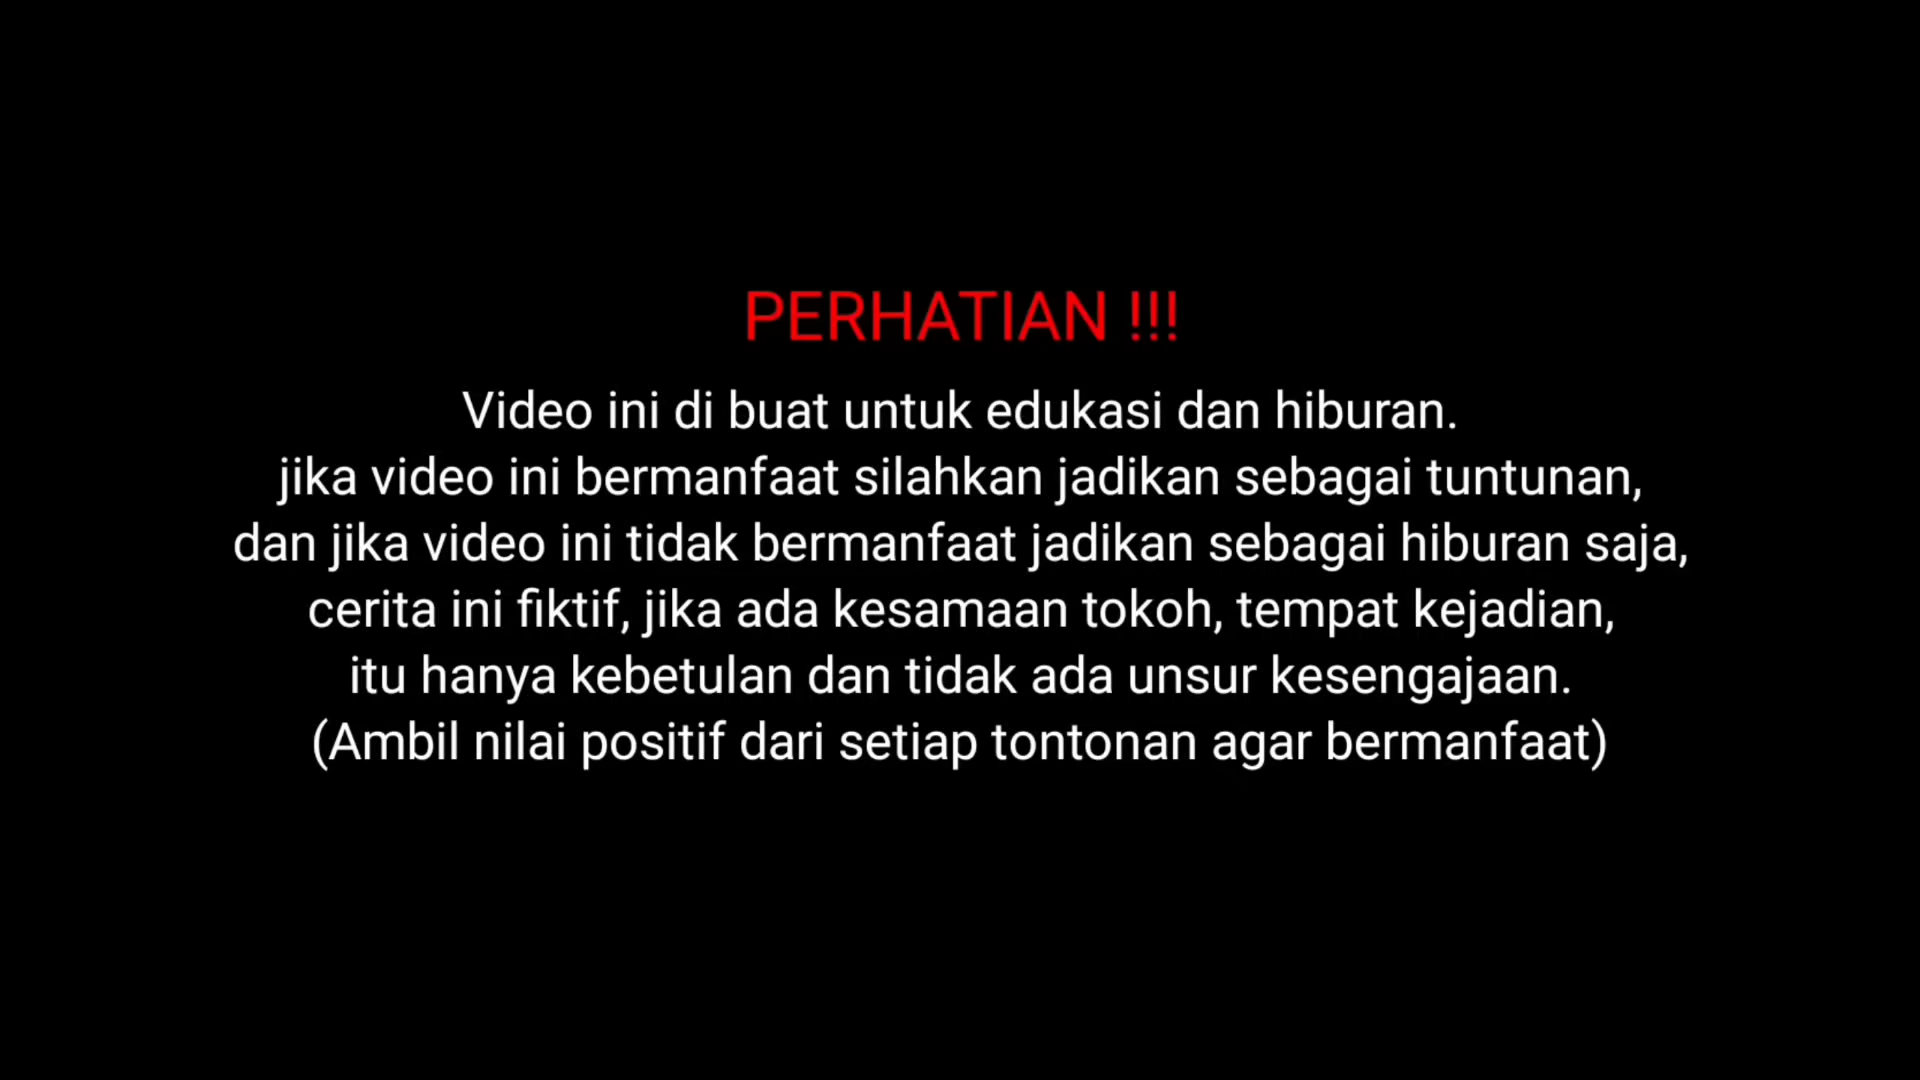 PERHATIAN !!!
Video ini di buat untuk edukasi dan hiburan.
jika video ini bermanfaat silahkan jadikan sebagai tuntunan,
dan jika video ini tidak bermanfaat jadikan sebagai hiburan saja,
cerita ini fiktif, jika ada kesamaan tokoh, tempat kejadian,
itu hanya kebetulan dan tidak ada unsur kesengajaan.
(Ambil nilai positif dari setiap tontonan agar bermanfaat)